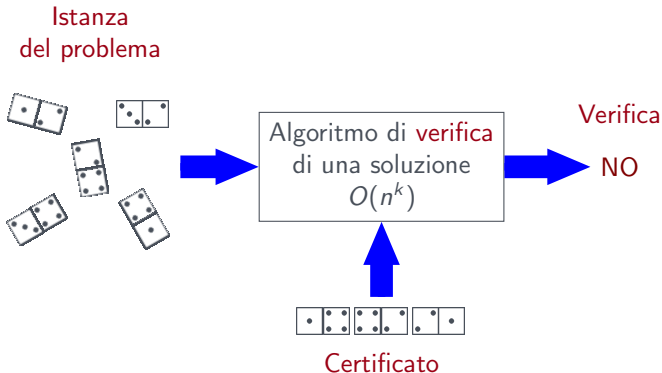 Istanza
del problema
Algoritmo di verifica
di una soluzione
O(n^k)
Verifica
NO
Certificato